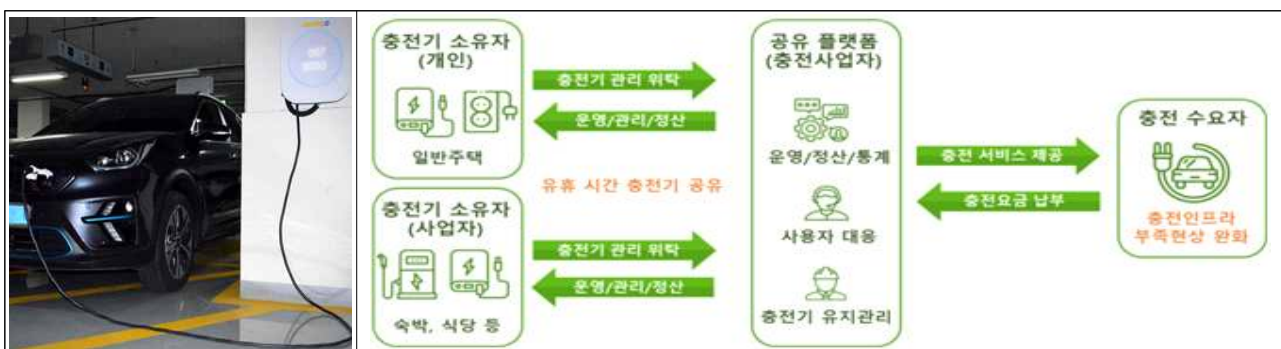 충전기 소유자
(개인)
일반주택
충전기 관리 위탁
운영/관리/정산
유휴 시간 충전기 공유
충전기 소유자
(사업자)
숙박, 식당 등
충전기 관리 위탁
운영/관리/정산
공유 플랫폼
(충전사업자)
운영/정산/통계
사용자 대응
충전기 유지관리
충전 서비스 제공
충전요금 납부
충전 수요자
충전인프라
부족현상 완화